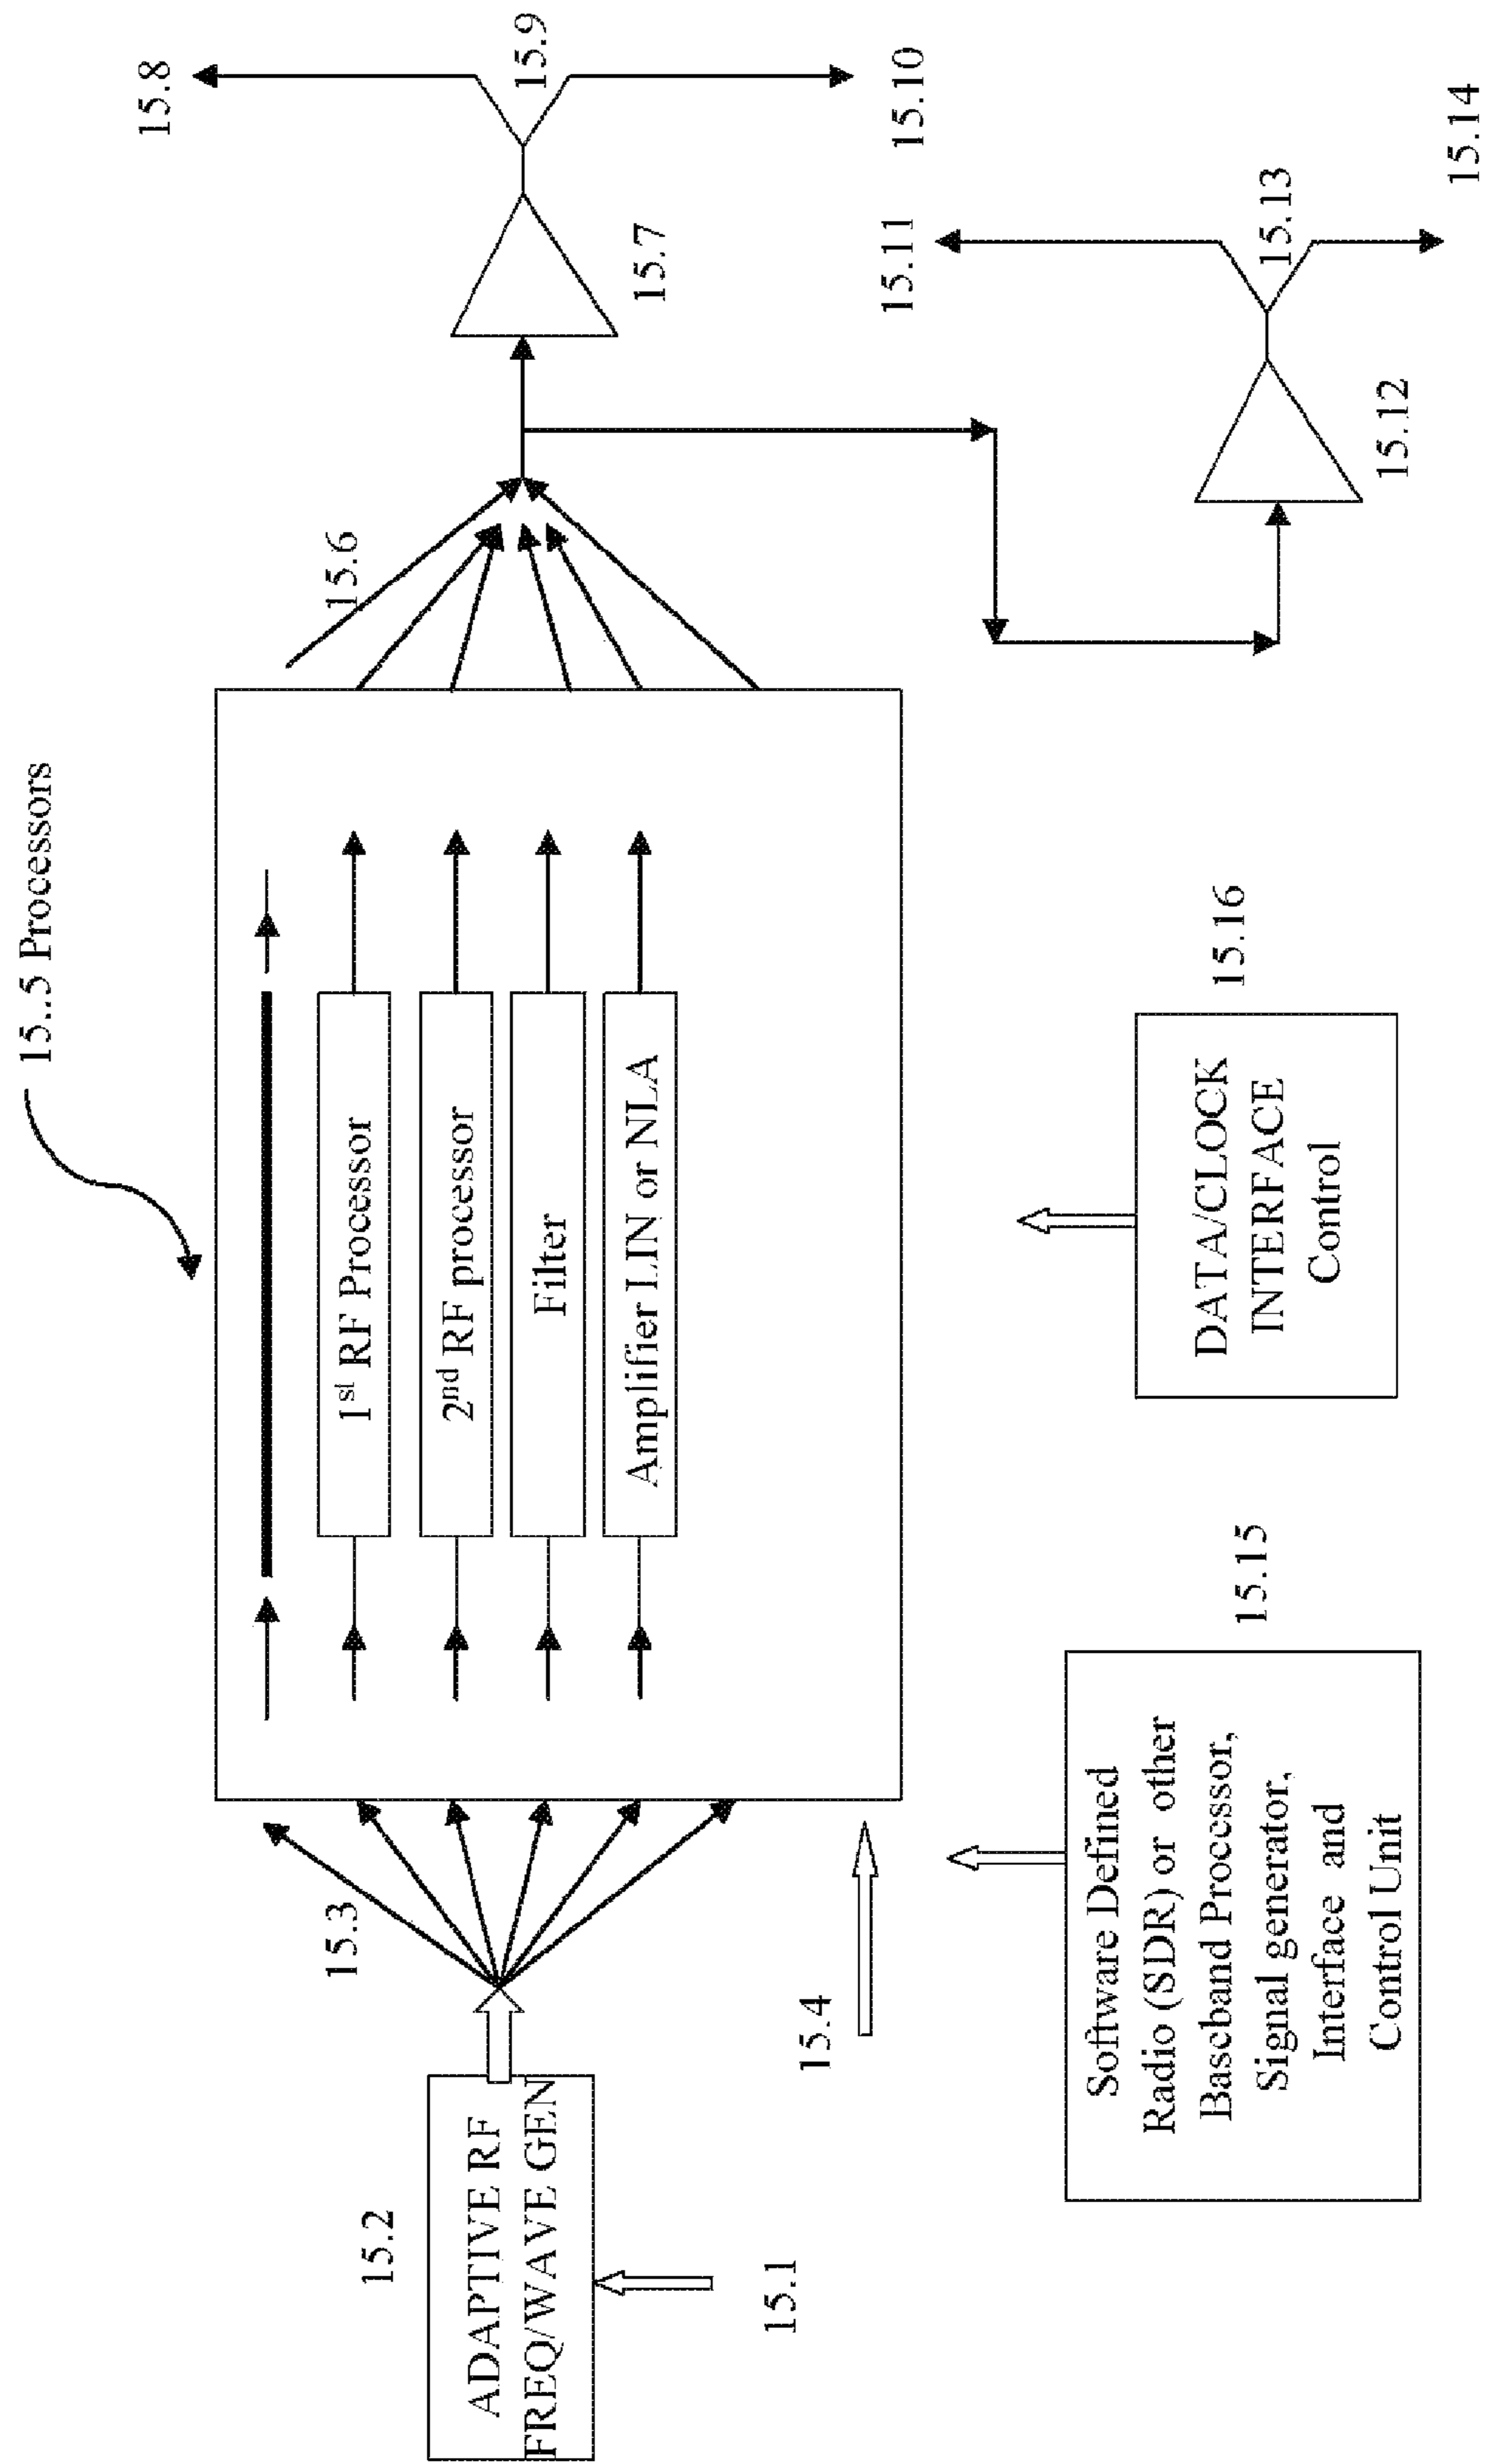 15..5 Processors
15.8
15.9
15.10
15.7
15.6
15.11
15.13
15.14
15.12
1st RF Processor
2nd RF processor
Filter
Amplifier LIN or NLA
15.3
15.2
ADAPTIVE RF
FREQ/WAVE GEN
15.1
15.4
Software Defined
Radio (SDR) or other
Baseband Processor,
Signal generator,
Interface and
Control Unit
15.15
DATA/CLOCK
INTERFACE
Control
15.16